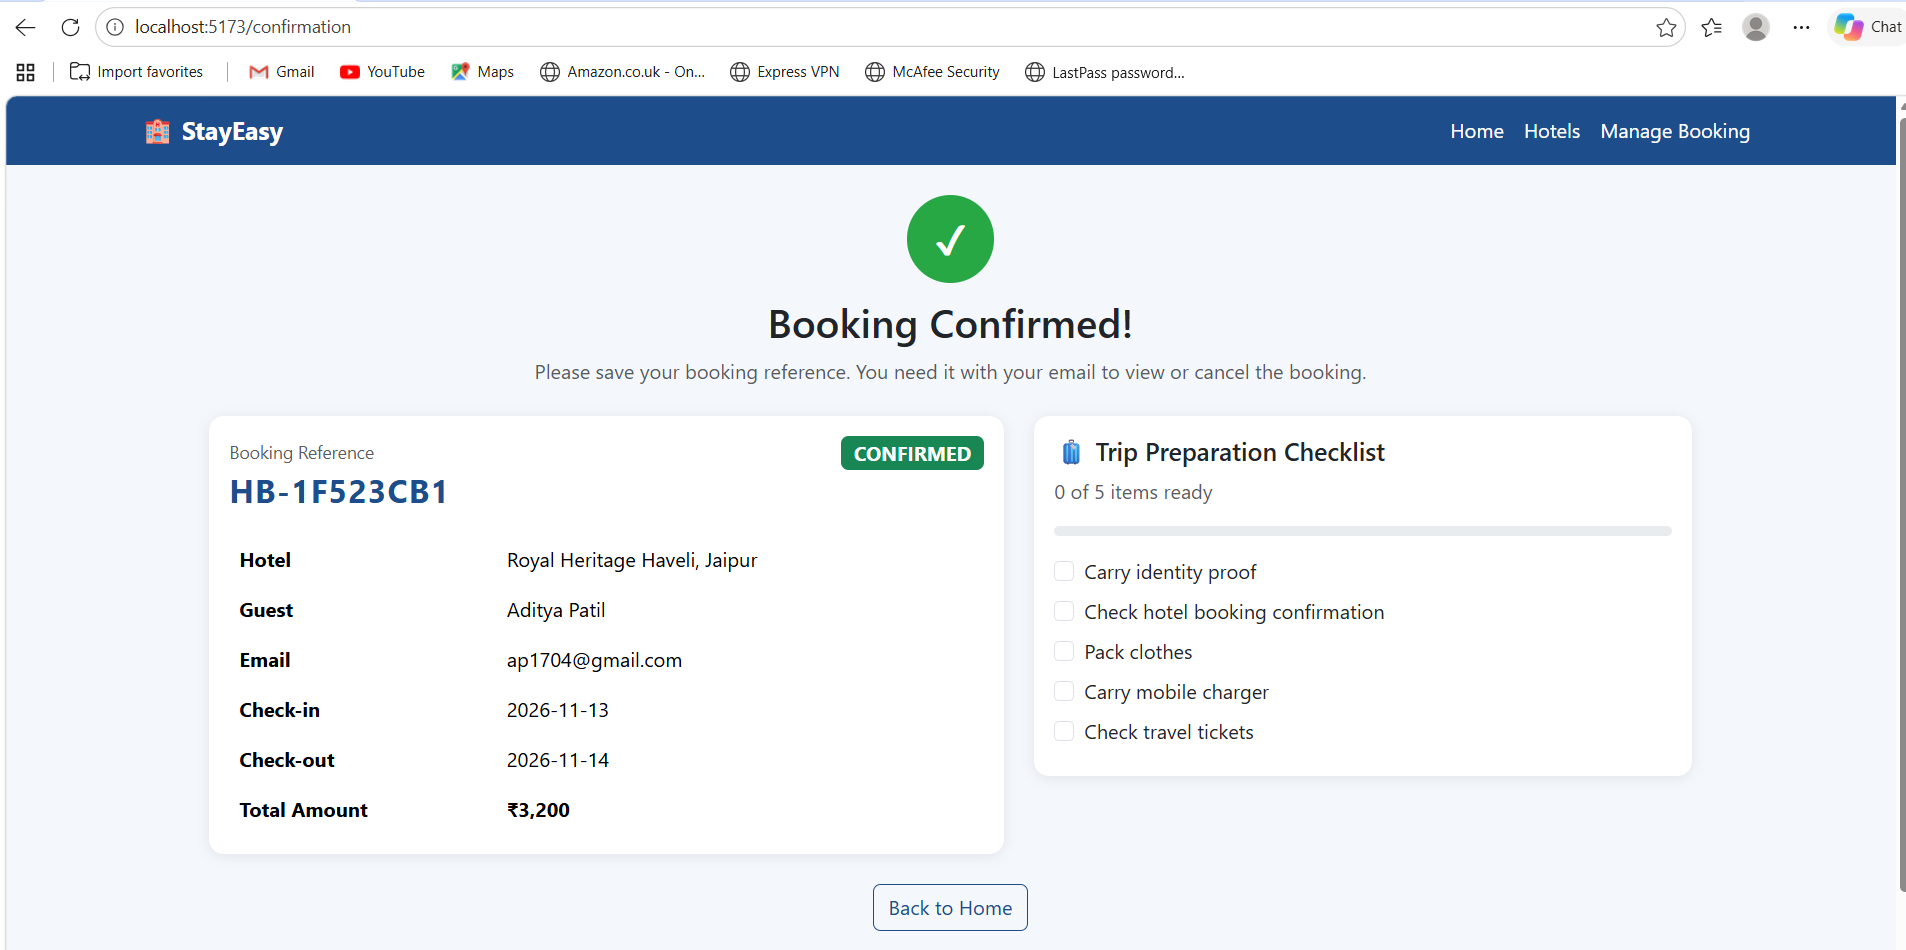 localhost:5173/confirmation
Chat
Import favorites
Gmail
YouTube
Maps
Amazon.co.uk - On...
Express VPN
McAfee Security
LastPass password...
StayEasy
Home
Hotels
Manage Booking
Booking Confirmed!
Please save your booking reference. You need it with your email to view or cancel the booking.
Booking Reference
CONFIRMED
HB-1F523CB1
Hotel Royal Heritage Haveli, Jaipur
Guest Aditya Patil
Email ap1704@gmail.com
Check-in 2026-11-13
Check-out 2026-11-14
Total Amount ₹3,200
Trip Preparation Checklist
0 of 5 items ready
Carry identity proof
Check hotel booking confirmation
Pack clothes
Carry mobile charger
Check travel tickets
Back to Home